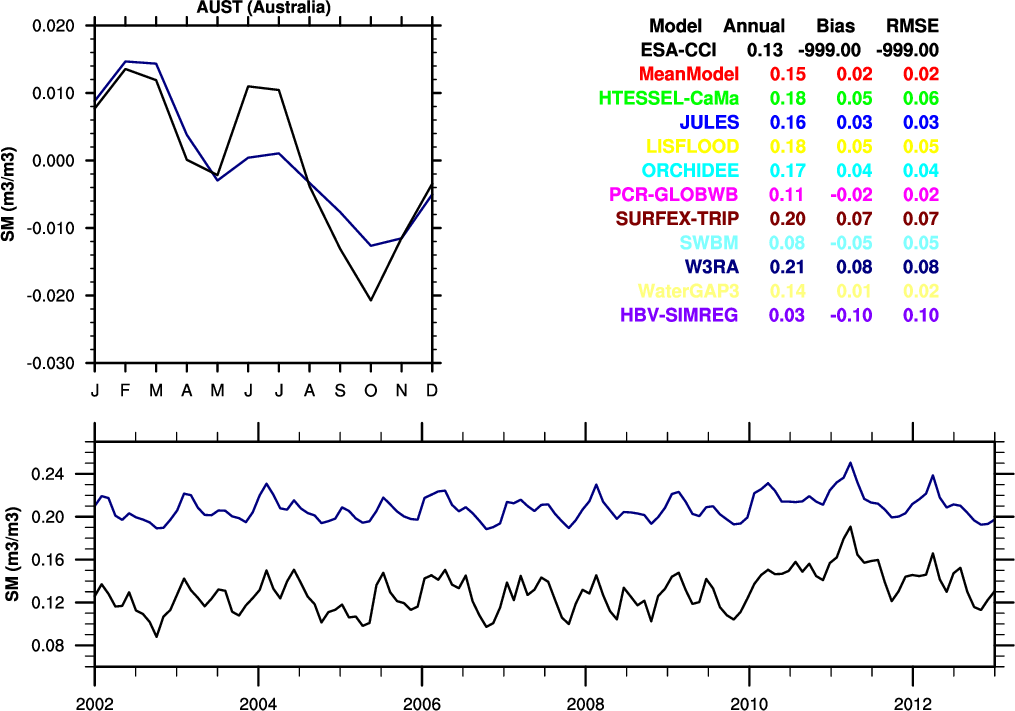 AUST (Australia)
0.020
0.010
0.000
-0.010
-0.020
-0.030
SM (m3/m3)
J F M A M J J A S O N D
Model Annual Bias RMSE
ESA-CCI 0.13 -999.00 -999.00
MeanModel 0.15 0.02 0.02
HTESSEL-CaMa 0.18 0.05 0.06
JULES 0.16 0.03 0.03
LISFLOOD 0.18 0.05 0.05
ORCHIDEE 0.17 0.04 0.04
PCR-GLOBWB 0.11 -0.02 0.02
SURFEX-TRIP 0.20 0.07 0.07
SWBM 0.08 -0.05 0.05
W3RA 0.21 0.08 0.08
WaterGAP3 0.14 0.01 0.02
HBV-SIMREG 0.03 -0.10 0.10
0.24
0.20
0.16
0.12
0.08
SM (m3/m3)
2002 2004 2006 2008 2010 2012